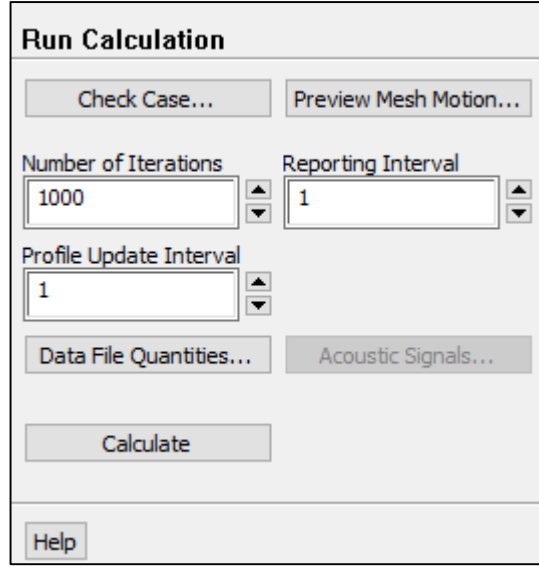 Run Calculation
Check Case... Preview Mesh Motion...
Number of Iterations Reporting Interval
1000 1
Profile Update Interval
1
Data File Quantities... Acoustic Signals...
Calculate
Help